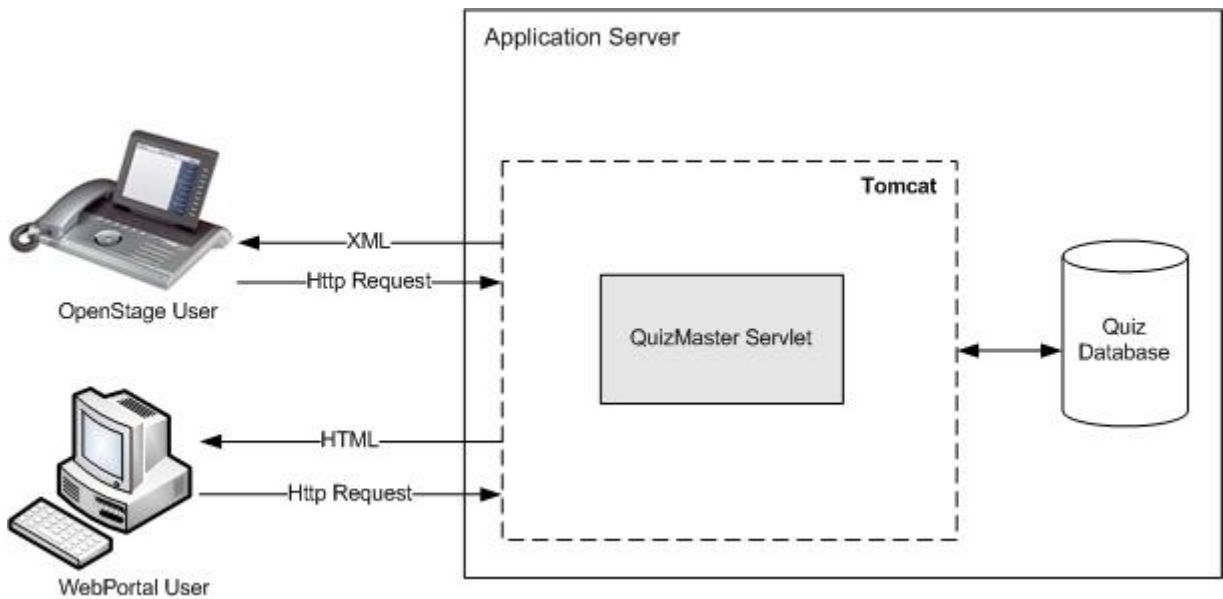 Application Server
Tomcat
XML
Http Request
OpenStage User
QuizMaster Servlet
Quiz
Database
HTML
Http Request
WebPortal User